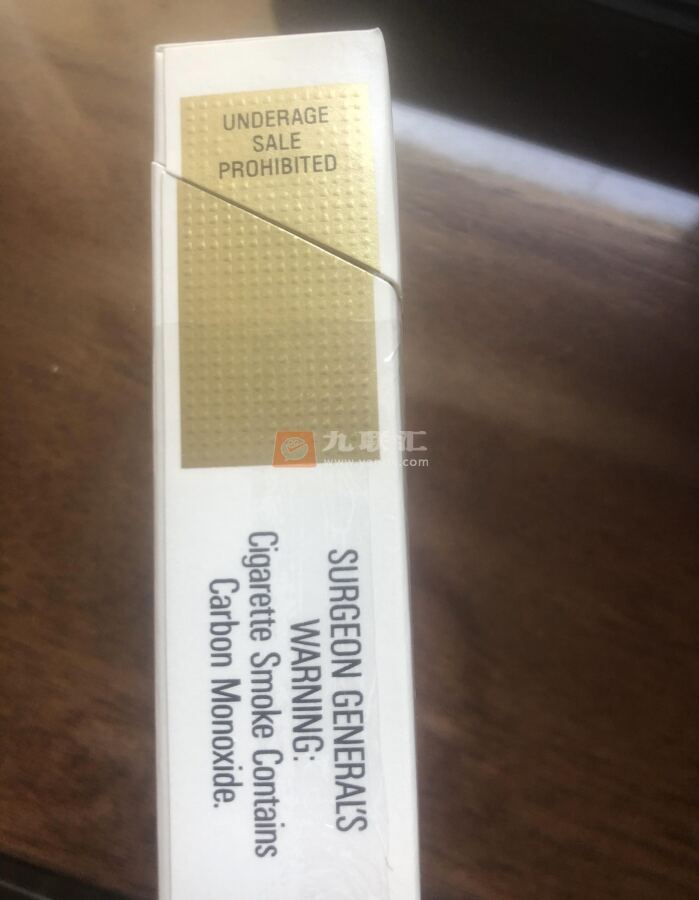 UNDERAGE
SALE
PROHIBITED
九联汇
SURGEON GENERAL'S
WARNING:
Cigarette Smoke Contains
Carbon Monoxide.